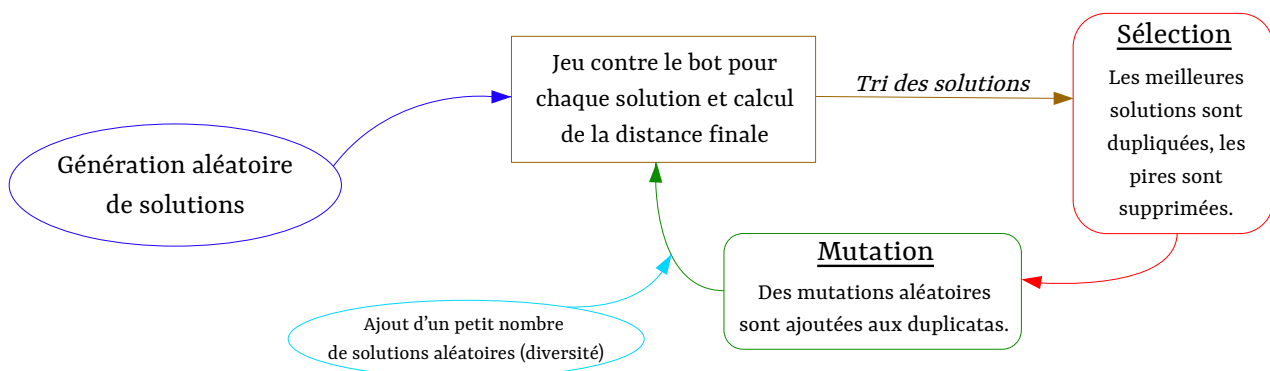 Génération aléatoire
de solutions
Jeu contre le bot pour
chaque solution et calcul
de la distance finale
Tri des solutions
Sélection
Les meilleures
solutions sont
dupliquées, les
pires sont
supprimées.
Mutation
Des mutations aléatoires
sont ajoutées aux duplicatas.
Ajout d’un petit nombre
de solutions aléatoires (diversité)